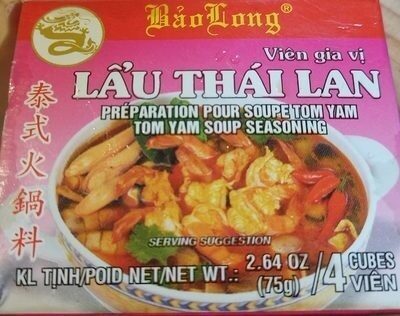 BảoLong®
Viên gia vị
LẨU THÁI LAN
PRÉPARATION POUR SOUPE TOM YAM
TOM YAM SOUP SEASONING
泰式火鍋料
SERVING SUGGESTION
KL TỊNH/POID NET/NET WT.: 2.64 OZ (75g) /4 CUBES VIÊN